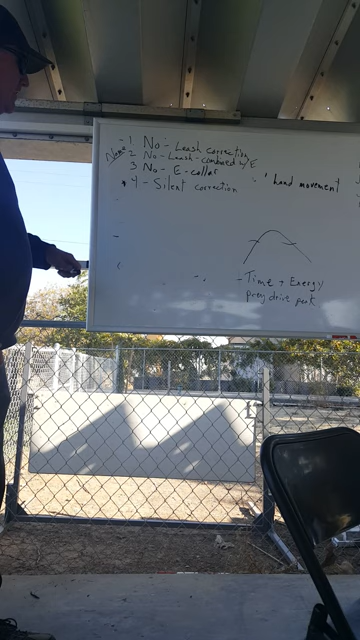 - 1. No - Leash correction
Name 2 No - Leash - combined w/ E
3 No - E - collar
4 - Silent correction
' hand movement
- Time + Energy
prey drive peak